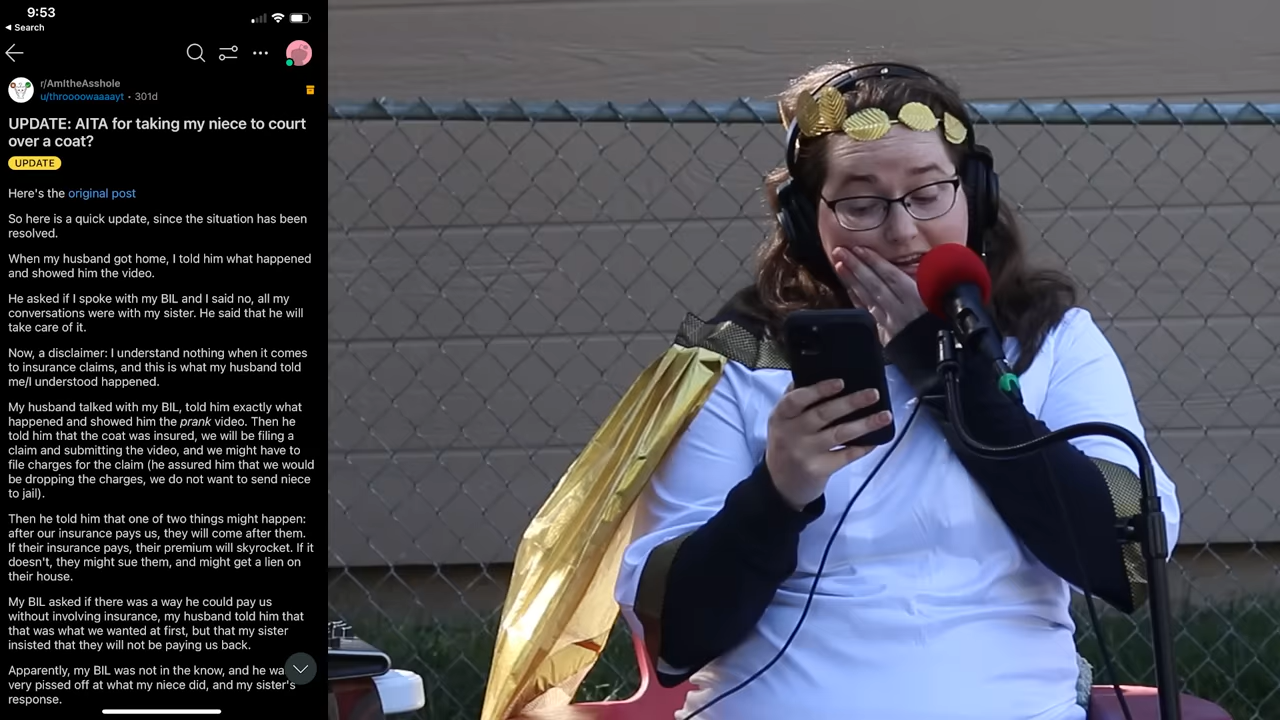 9:53
Search
r/AmItheAsshole
u/throoowaaaayt • 301d
UPDATE: AITA for taking my niece to court
over a coat?
UPDATE
Here's the original post
So here is a quick update, since the situation has been
resolved.
When my husband got home, I told him what happened
and showed him the video.
He asked if I spoke with my BIL and I said no, all my
conversations were with my sister. He said that he will
take care of it.
Now, a disclaimer: I understand nothing when it comes
to insurance claims, and this is what my husband told
me/I understood happened.
My husband talked with my BIL, told him exactly what
happened and showed him the prank video. Then he
told him that the coat was insured, we will be filing a
claim and submitting the video, and we might have to
file charges for the claim (he assured him that we would
be dropping the charges, we do not want to send niece
to jail).
Then he told him that one of two things might happen:
after our insurance pays us, they will come after them.
If their insurance pays, their premium will skyrocket. If it
doesn't, they might sue them, and might get a lien on
their house.
My BIL asked if there was a way he could pay us
without involving insurance, my husband told him that
that was what we wanted at first, but that my sister
insisted that they will not be paying us back.
Apparently, my BIL was not in the know, and he wa
very pissed off at what my niece did, and my sister's
response.